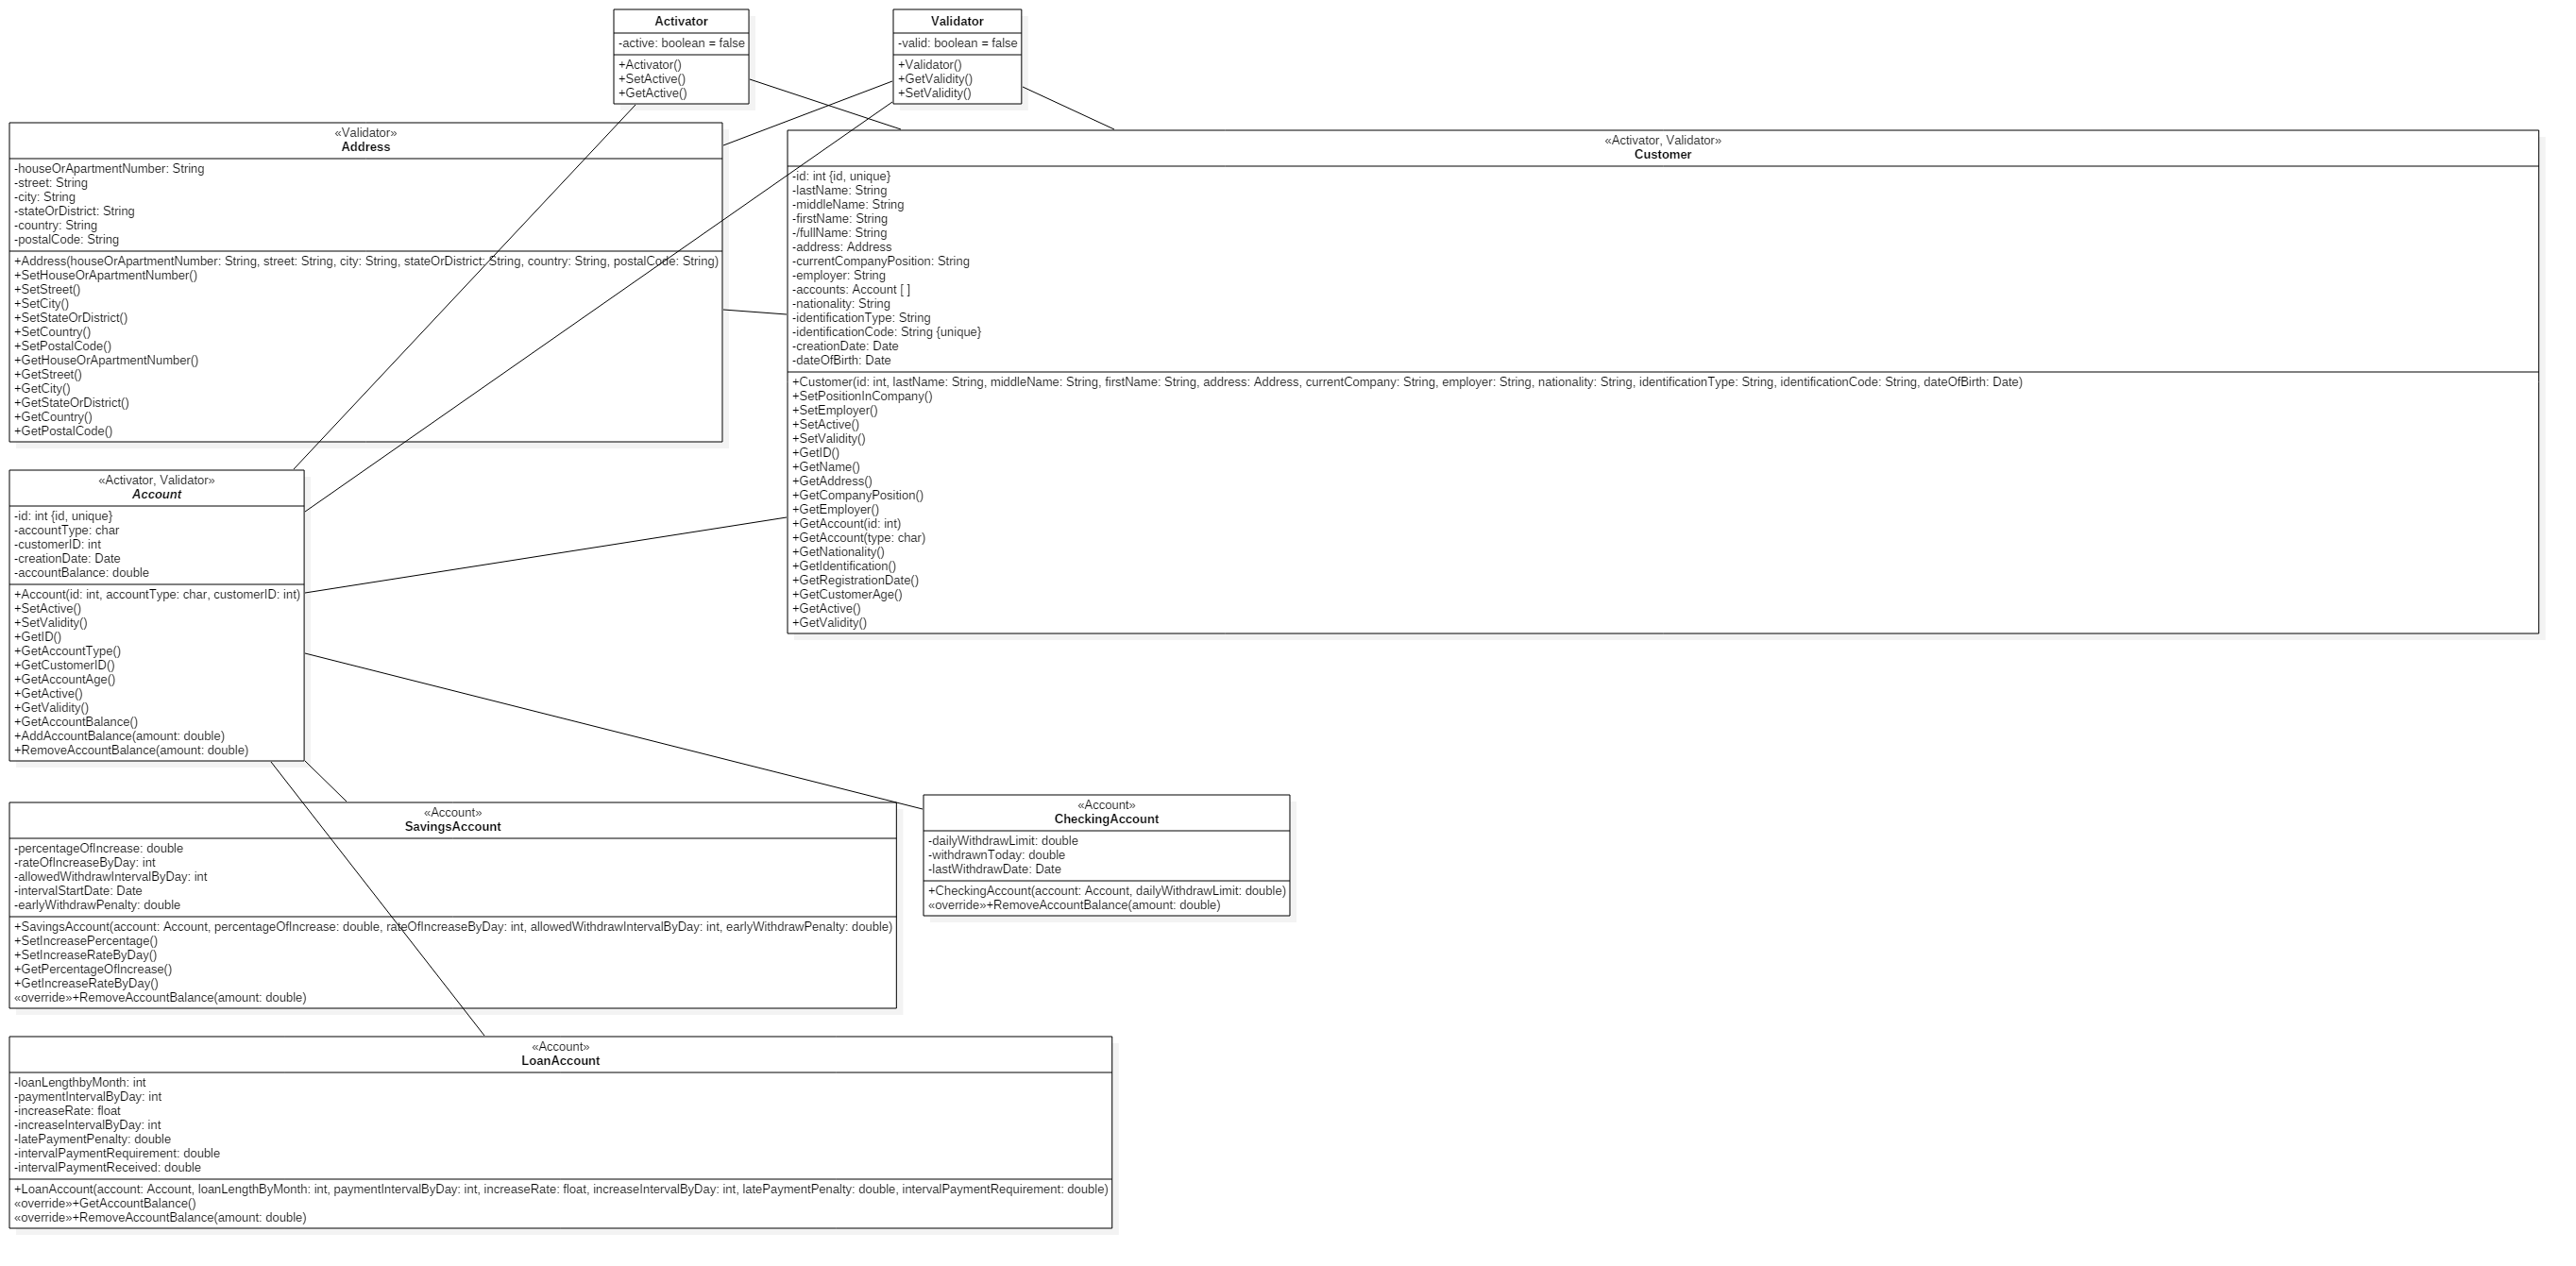 Activator
-active: boolean = false
+Activator()
+SetActive()
+GetActive()
Validator
-valid: boolean = false
+Validator()
+GetValidity()
+SetValidity()
«Validator»
Address
-houseOrApartmentNumber: String
-street: String
-city: String
-stateOrDistrict: String
-country: String
-postalCode: String
+Address(houseOrApartmentNumber: String, street: String, city: String, stateOrDistrict: String, country: String, postalCode: String)
+SetHouseOrApartmentNumber()
+SetStreet()
+SetCity()
+SetStateOrDistrict()
+SetCountry()
+SetPostalCode()
+GetHouseOrApartmentNumber()
+GetStreet()
+GetCity()
+GetStateOrDistrict()
+GetCountry()
+GetPostalCode()
«Activator, Validator»
Customer
-id: int {id, unique}
-lastName: String
-middleName: String
-firstName: String
-/fullName: String
-address: Address
-currentCompanyPosition: String
-employer: String
-accounts: Account [ ]
-nationality: String
-identificationType: String
-identificationCode: String {unique}
-creationDate: Date
-dateOfBirth: Date
+Customer(id: int, lastName: String, middleName: String, firstName: String, address: Address, currentCompany: String, employer: String, nationality: String, identificationType: String, identificationCode: String, dateOfBirth: Date)
+SetPositionInCompany()
+SetEmployer()
+SetActive()
+SetValidity()
+GetID()
+GetName()
+GetAddress()
+GetCompanyPosition()
+GetEmployer()
+GetAccount(id: int)
+GetAccount(type: char)
+GetNationality()
+GetIdentification()
+GetRegistrationDate()
+GetCustomerAge()
+GetActive()
+GetValidity()
«Activator, Validator»
Account
-id: int {id, unique}
-accountType: char
-customerID: int
-creationDate: Date
-accountBalance: double
+Account(id: int, accountType: char, customerID: int)
+SetActive()
+SetValidity()
+GetID()
+GetAccountType()
+GetCustomerID()
+GetAccountAge()
+GetActive()
+GetValidity()
+GetAccountBalance()
+AddAccountBalance(amount: double)
+RemoveAccountBalance(amount: double)
«Account»
SavingsAccount
-percentageOfIncrease: double
-rateOfIncreaseByDay: int
-allowedWithdrawIntervalByDay: int
-intervalStartDate: Date
-earlyWithdrawPenalty: double
+SavingsAccount(account: Account, percentageOfIncrease: double, rateOfIncreaseByDay: int, allowedWithdrawIntervalByDay: int, earlyWithdrawPenalty: double)
+SetIncreasePercentage()
+SetIncreaseRateByDay()
+GetPercentageOfIncrease()
+GetIncreaseRateByDay()
«override»+RemoveAccountBalance(amount: double)
«Account»
CheckingAccount
-dailyWithdrawLimit: double
-withdrawnToday: double
-lastWithdrawDate: Date
+CheckingAccount(account: Account, dailyWithdrawLimit: double)
«override»+RemoveAccountBalance(amount: double)
«Account»
LoanAccount
-loanLengthbyMonth: int
-paymentIntervalByDay: int
-increaseRate: float
-increaseIntervalByDay: int
-latePaymentPenalty: double
-intervalPaymentRequirement: double
-intervalPaymentReceived: double
+LoanAccount(account: Account, loanLengthByMonth: int, paymentIntervalByDay: int, increaseRate: float, increaseIntervalByDay: int, latePaymentPenalty: double, intervalPaymentRequirement: double)
«override»+GetAccountBalance()
«override»+RemoveAccountBalance(amount: double)